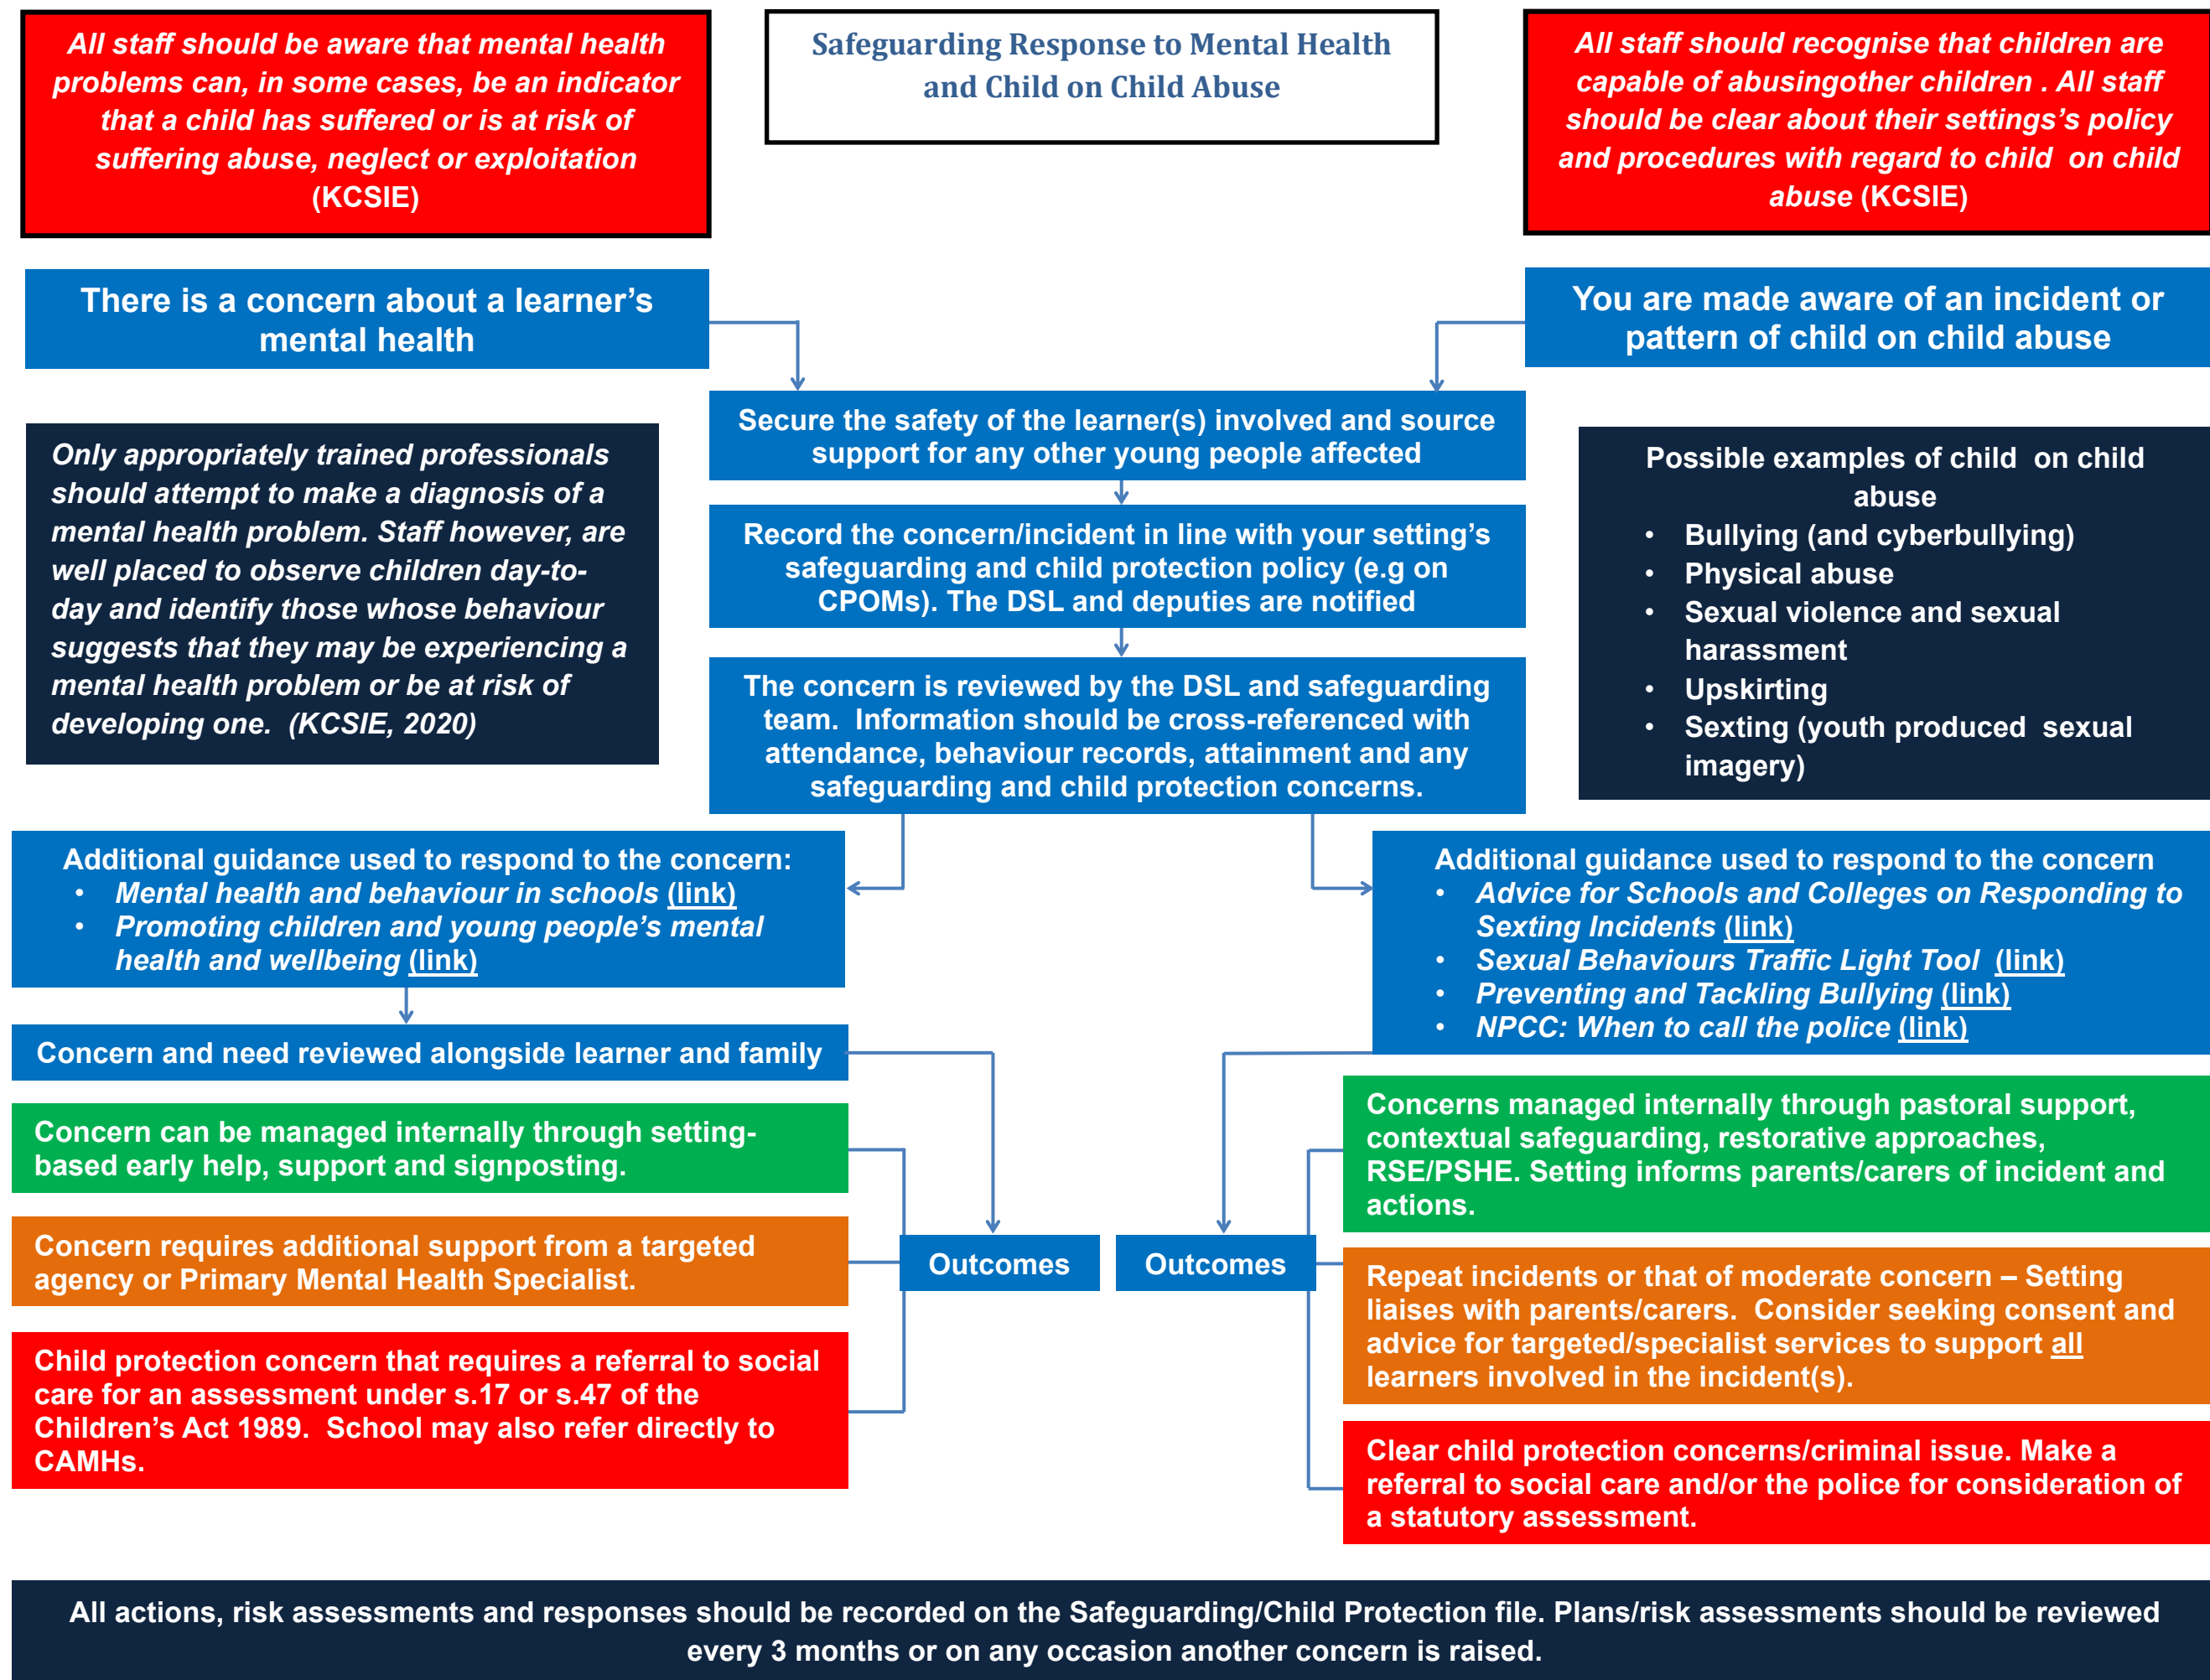 All staff should be aware that mental health
problems can, in some cases, be an indicator
that a child has suffered or is at risk of
suffering abuse, neglect or exploitation
(KCSIE)
Safeguarding Response to Mental Health
and Child on Child Abuse
All staff should recognise that children are
capable of abusingother children . All staff
should be clear about their settings's policy
and procedures with regard to child  on child
abuse (KCSIE)
There is a concern about a learner’s
mental health
You are made aware of an incident or
pattern of child on child abuse
Secure the safety of the learner(s) involved and source
support for any other young people affected
Only appropriately trained professionals
should attempt to make a diagnosis of a
mental health problem. Staff however, are
well placed to observe children day-to-
day and identify those whose behaviour
suggests that they may be experiencing a
mental health problem or be at risk of
developing one.  (KCSIE, 2020)
Record the concern/incident in line with your setting’s
safeguarding and child protection policy (e.g on
CPOMs). The DSL and deputies are notified
The concern is reviewed by the DSL and safeguarding
team.  Information should be cross-referenced with
attendance, behaviour records, attainment and any
safeguarding and child protection concerns.
Possible examples of child  on child
abuse
• Bullying (and cyberbullying)
• Physical abuse
• Sexual violence and sexual
harassment
• Upskirting
• Sexting (youth produced  sexual
imagery)
Additional guidance used to respond to the concern:
• Mental health and behaviour in schools (link)
• Promoting children and young people’s mental
health and wellbeing (link)
Additional guidance used to respond to the concern
• Advice for Schools and Colleges on Responding to
Sexting Incidents (link)
• Sexual Behaviours Traffic Light Tool  (link)
• Preventing and Tackling Bullying (link)
• NPCC: When to call the police (link)
Concern and need reviewed alongside learner and family
Concern can be managed internally through setting-
based early help, support and signposting.
Concern requires additional support from a targeted
agency or Primary Mental Health Specialist.
Child protection concern that requires a referral to social
care for an assessment under s.17 or s.47 of the
Children’s Act 1989.  School may also refer directly to
CAMHs.
Outcomes
Outcomes
Concerns managed internally through pastoral support,
contextual safeguarding, restorative approaches,
RSE/PSHE. Setting informs parents/carers of incident and
actions.
Repeat incidents or that of moderate concern – Setting
liaises with parents/carers.  Consider seeking consent and
advice for targeted/specialist services to support all
learners involved in the incident(s).
Clear child protection concerns/criminal issue. Make a
referral to social care and/or the police for consideration of
a statutory assessment.
All actions, risk assessments and responses should be recorded on the Safeguarding/Child Protection file. Plans/risk assessments should be reviewed
every 3 months or on any occasion another concern is raised.